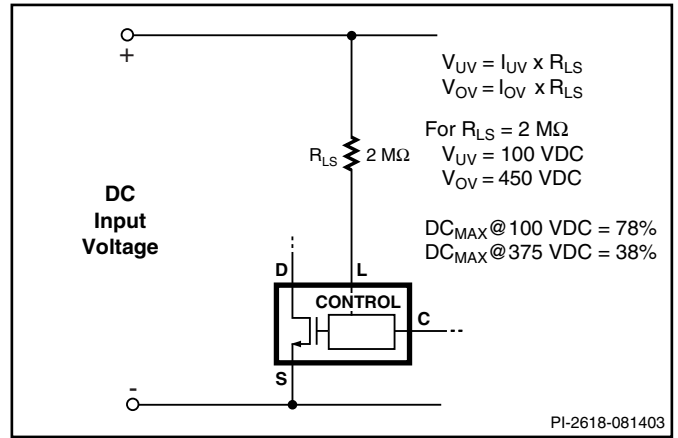 +
V_UV = I_UV x R_LS
V_OV = I_OV x R_LS
For R_LS = 2 MΩ
V_UV = 100 VDC
V_OV = 450 VDC
DC_MAX@100 VDC = 78%
DC_MAX@375 VDC = 38%
R_LS 2 MΩ
DC
Input
Voltage
D L
CONTROL
C
S
-
PI-2618-081403